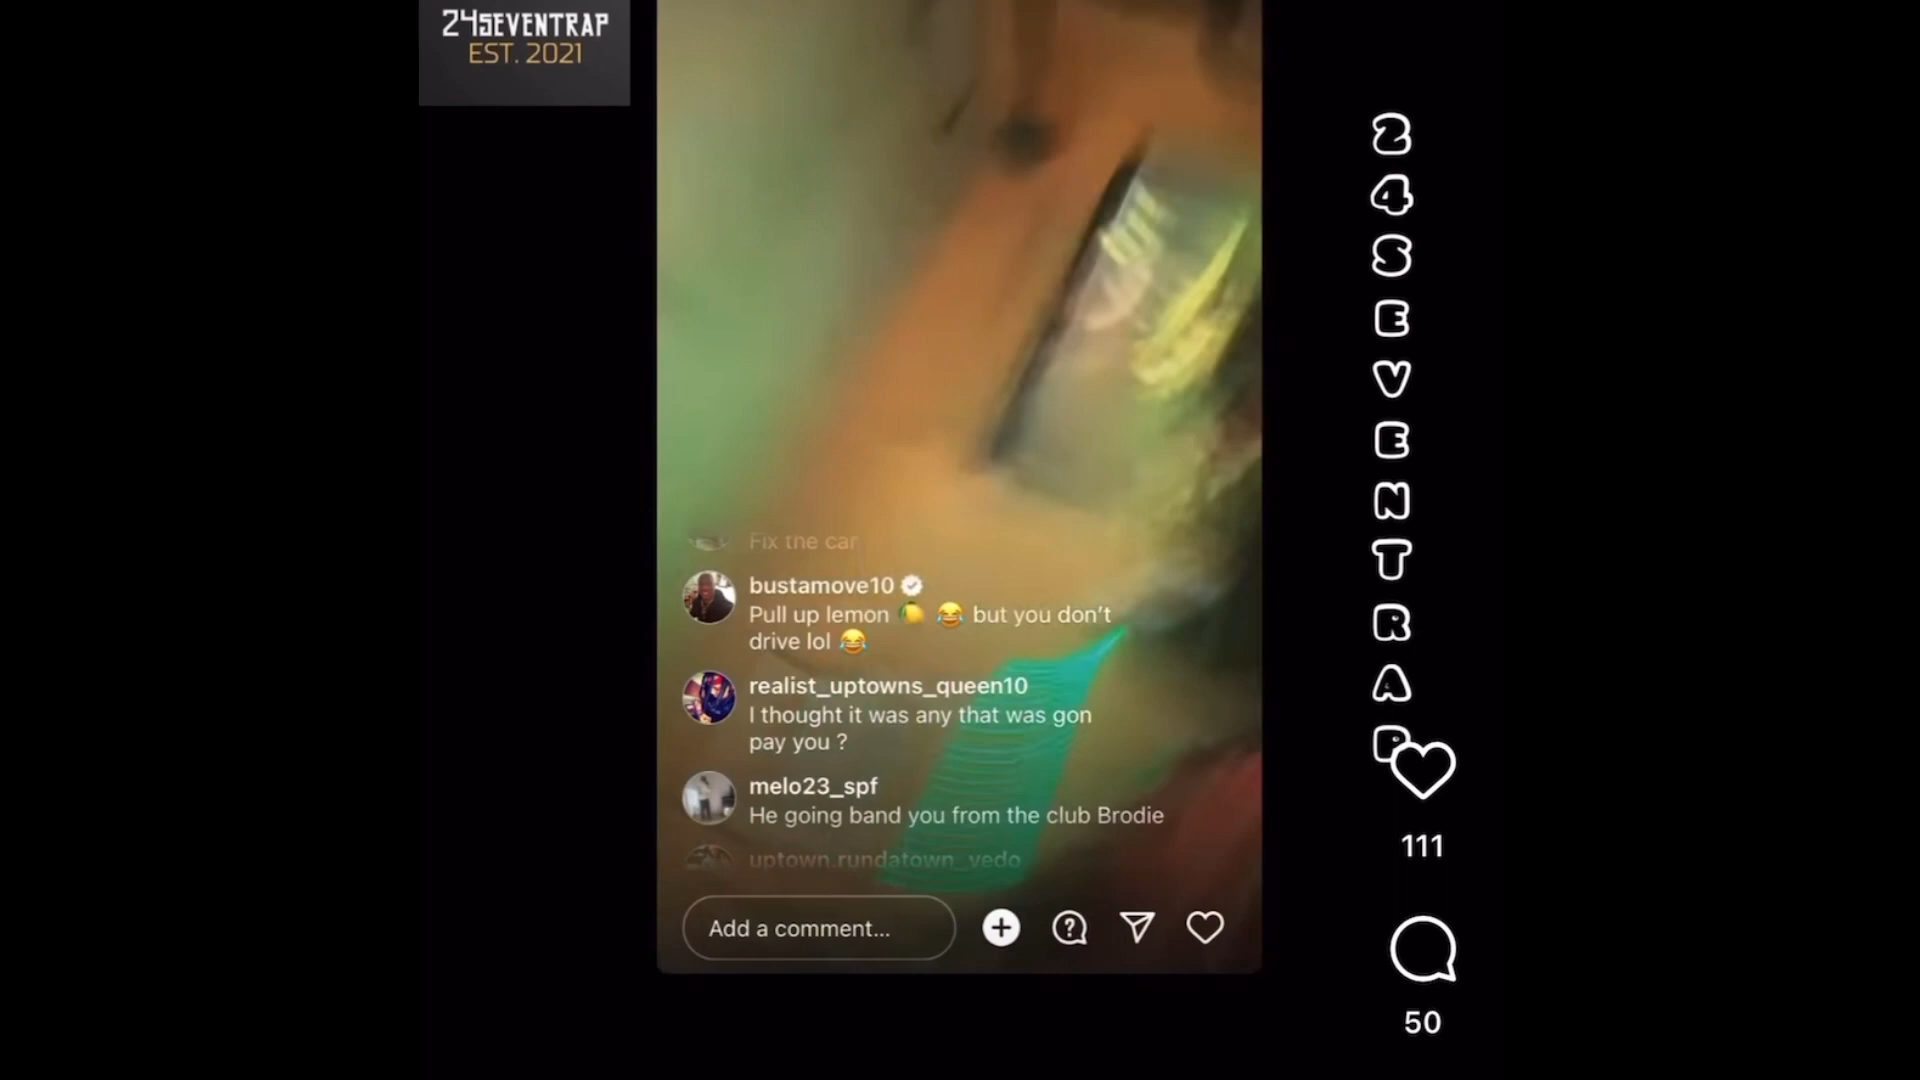 24SEVENTRAP
EST. 2021
Fix the car
bustamove10
Pull up lemon 🍋 😂 but you don't
drive lol 😂
realist_uptowns_queen10
I thought it was any that was gon
pay you ?
melo23_spf
He going band you from the club Brodie
uptown.rundatown_vedo
Add a comment...
2
4
S
E
V
E
N
T
R
A
P
111
50